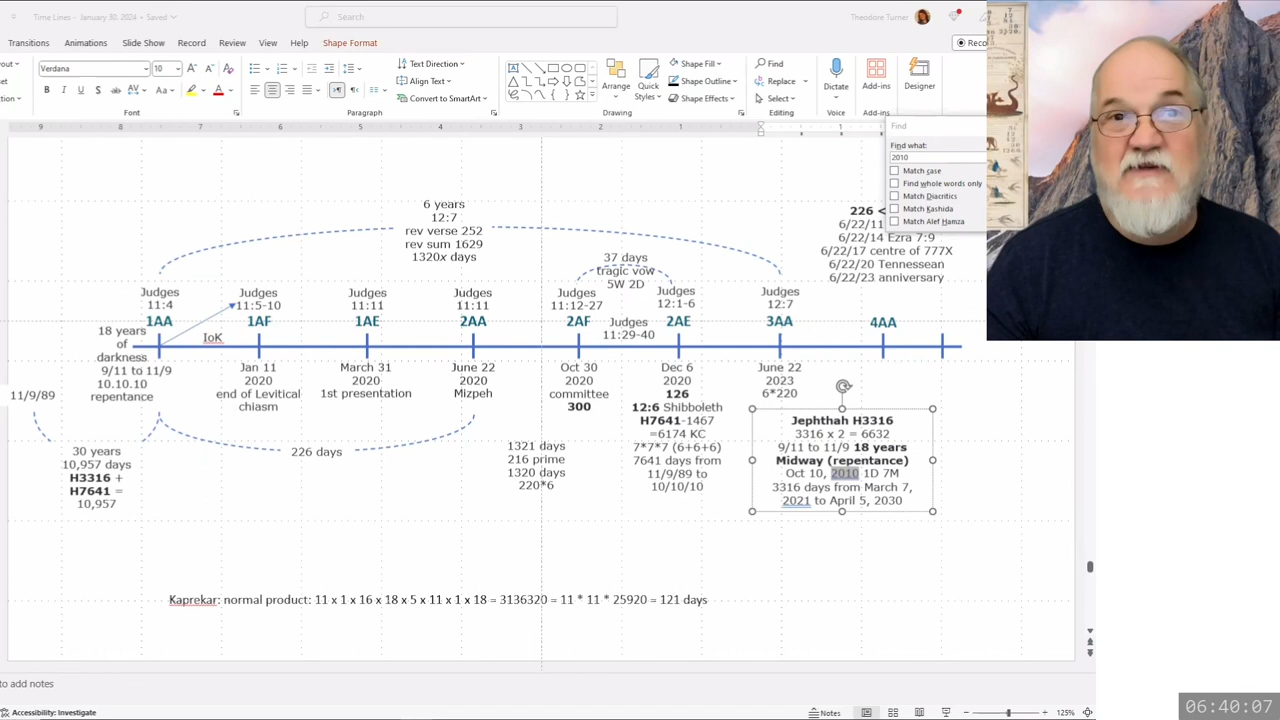 Time Lines - January 30, 2024 • Saved
Search
Theodore Turner
Transitions Animations Slide Show Record Review View Help Shape Format
Verdana 10
Text Direction
Align Text
Convert to SmartArt
Arrange
Quick
Styles
Shape Fill
Shape Outline
Shape Effects
Find
Replace
Select
Dictate
Add-ins
Designer
Font
Paragraph
Drawing
Editing
Voice
Add-ins
9 8 6 5 4 2 1 1
Find
Find what:
2010
Match case
Find whole words only
Match Diacritics
Match Kashida
Match Alef Hamza
6 years
12:7
rev verse 252
rev sum 1629
1320x days
37 days
tragic vow
5W 2D
226 <
6/22/11
6/22/14 Ezra 7:9
6/22/17 centre of 777X
6/22/20 Tennessean
6/22/23 anniversary
Judges
11:4
1AA
Judges
11:5-10
1AF
Judges
11:11
1AE
Judges
11:11
2AA
Judges
11:12-27
2AF
Judges
11:29-40
Judges
12:1-6
2AE
Judges
12:7
3AA
4AA
IoK
18 years
of
darkness
9/11 to 11/9
10.10.10
repentance
11/9/89
Jan 11
2020
end of Levitical
chiasm
March 31
2020
1st presentation
June 22
2020
Mizpeh
Oct 30
2020
committee
300
Dec 6
2020
126
12:6 Shibboleth
H7641-1467
=6174 KC
7*7*7 (6+6+6)
7641 days from
11/9/89 to
10/10/10
June 22
2023
6*220
Jephthah H3316
3316 x 2 = 6632
9/11 to 11/9 18 years
Midway (repentance)
Oct 10, 2010 1D 7M
3316 days from March 7,
2021 to April 5, 2030
30 years
10,957 days
H3316 +
H7641 =
10,957
226 days
1321 days
216 prime
1320 days
220*6
Kaprekar: normal product: 11 x 1 x 16 x 18 x 5 x 11 x 1 x 18 = 3136320 = 11 * 11 * 25920 = 121 days
to add notes
Accessibility: Investigate
Notes
125%
06:40:07